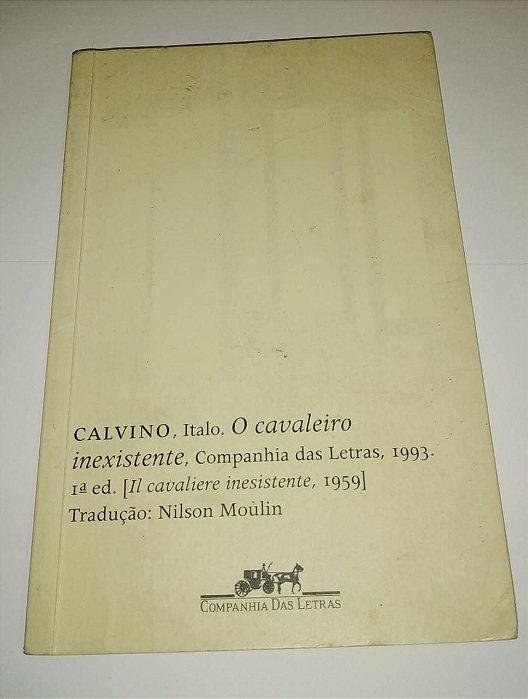 CALVINO, Italo. O cavaleiro
inexistente, Companhia das Letras, 1993.
1ª ed. [Il cavaliere inesistente, 1959]
Tradução: Nilson Moùlin
COMPANHIA DAS LETRAS